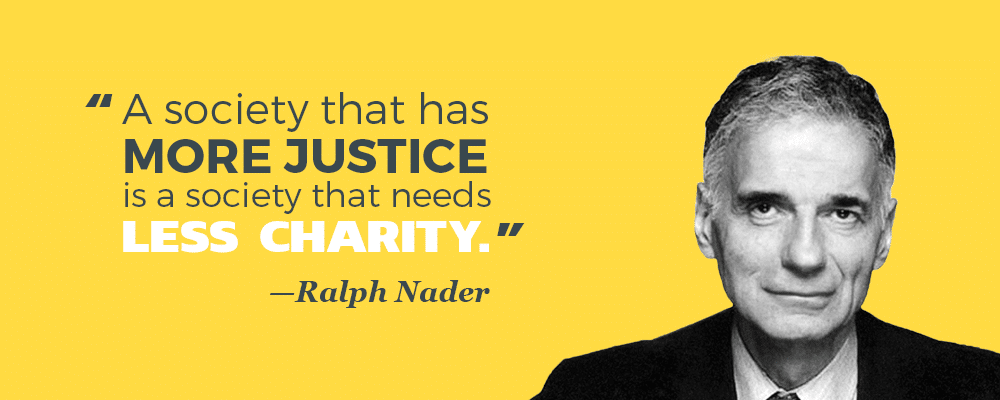 “ A society that has
MORE JUSTICE
is a society that needs
LESS CHARITY. ”
—Ralph Nader